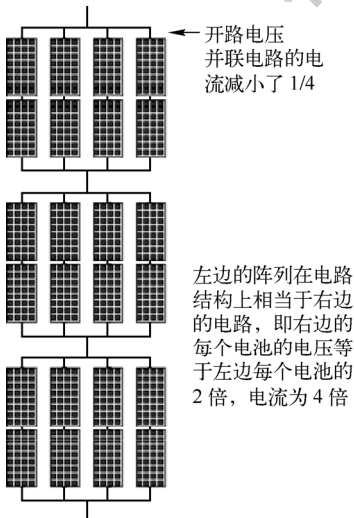 开路电压
并联电路的电
流减小了 1/4
左边的阵列在电路
结构上相当于右边
的电路，即右边的
每个电池的电压等
于左边每个电池的
2 倍，电流为 4 倍